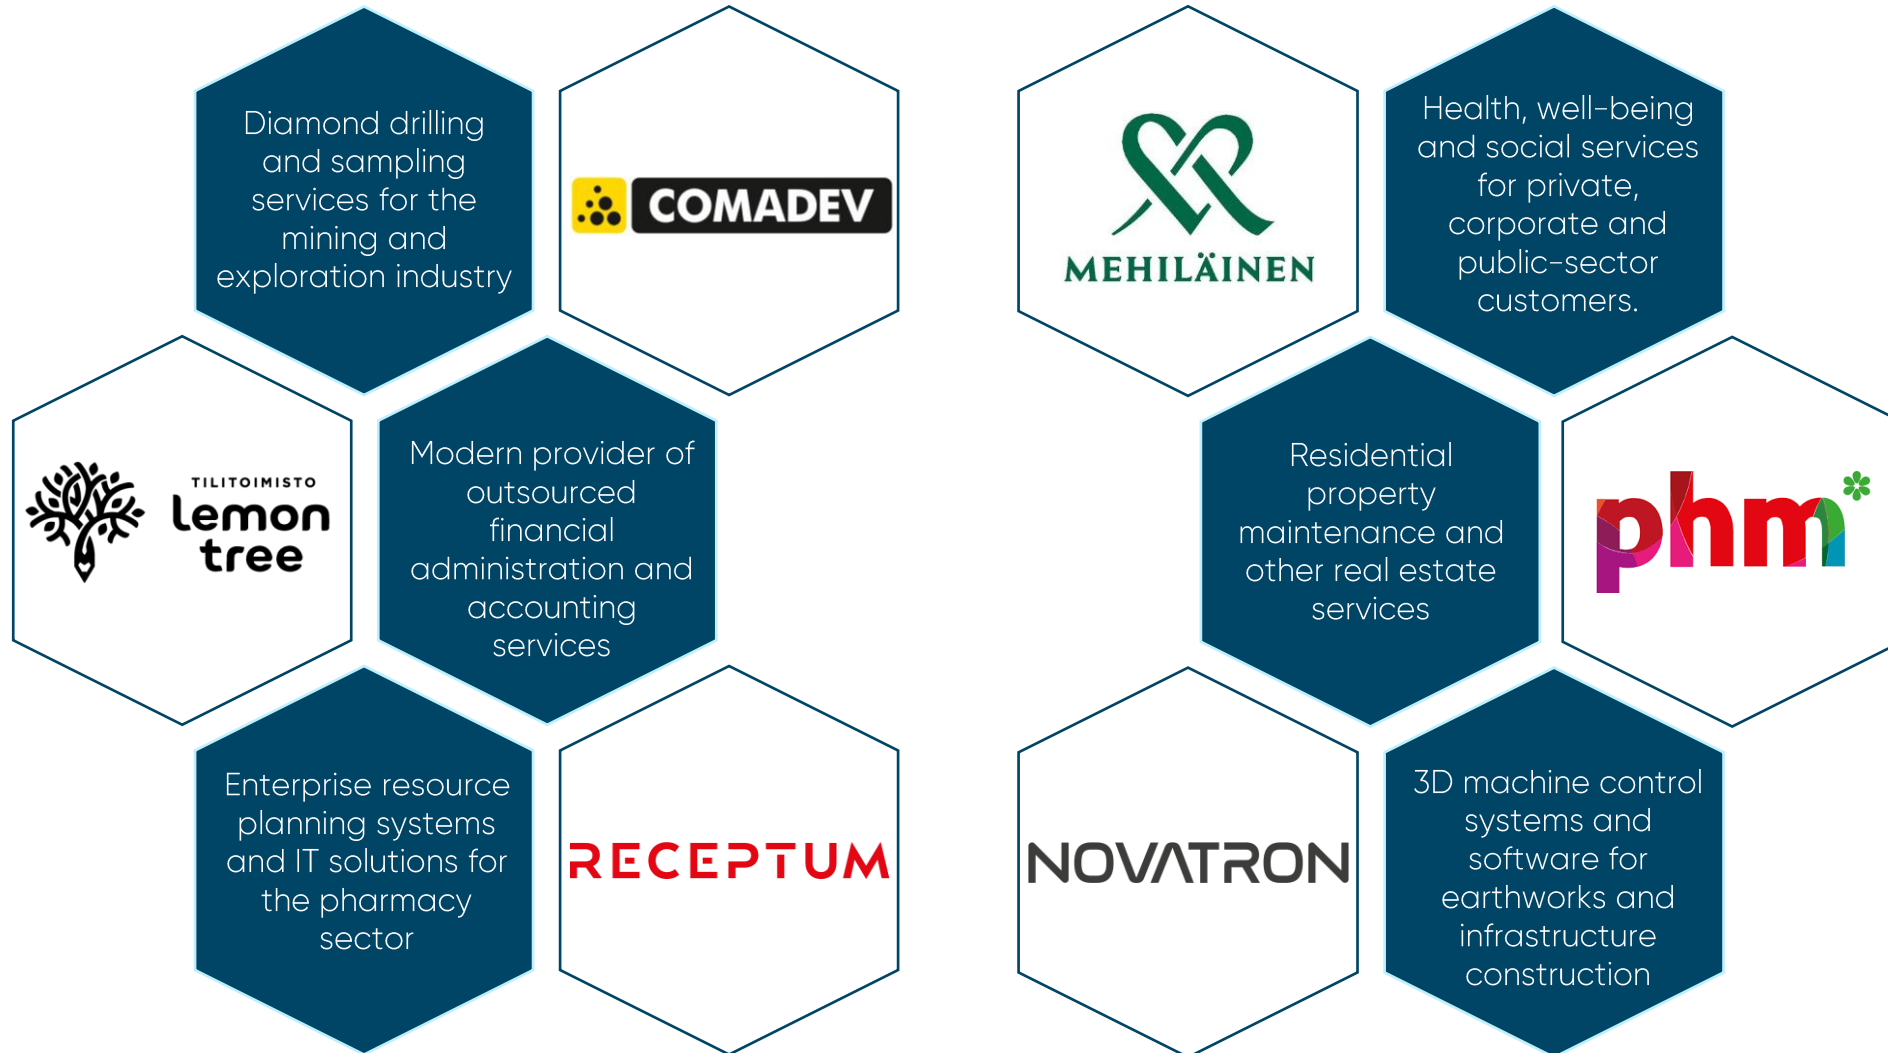 Diamond drilling
and sampling
services for the
mining and
exploration industry
COMADEV
MEHILÄINEN
Health, well-being
and social services
for private,
corporate and
public-sector
customers.
TILITOIMISTO
lemon
tree
Modern provider of
outsourced
financial
administration and
accounting
services
Residential
property
maintenance and
other real estate
services
phm
Enterprise resource
planning systems
and IT solutions for
the pharmacy
sector
RECEPTUM
NOVATRON
3D machine control
systems and
software for
earthworks and
infrastructure
construction